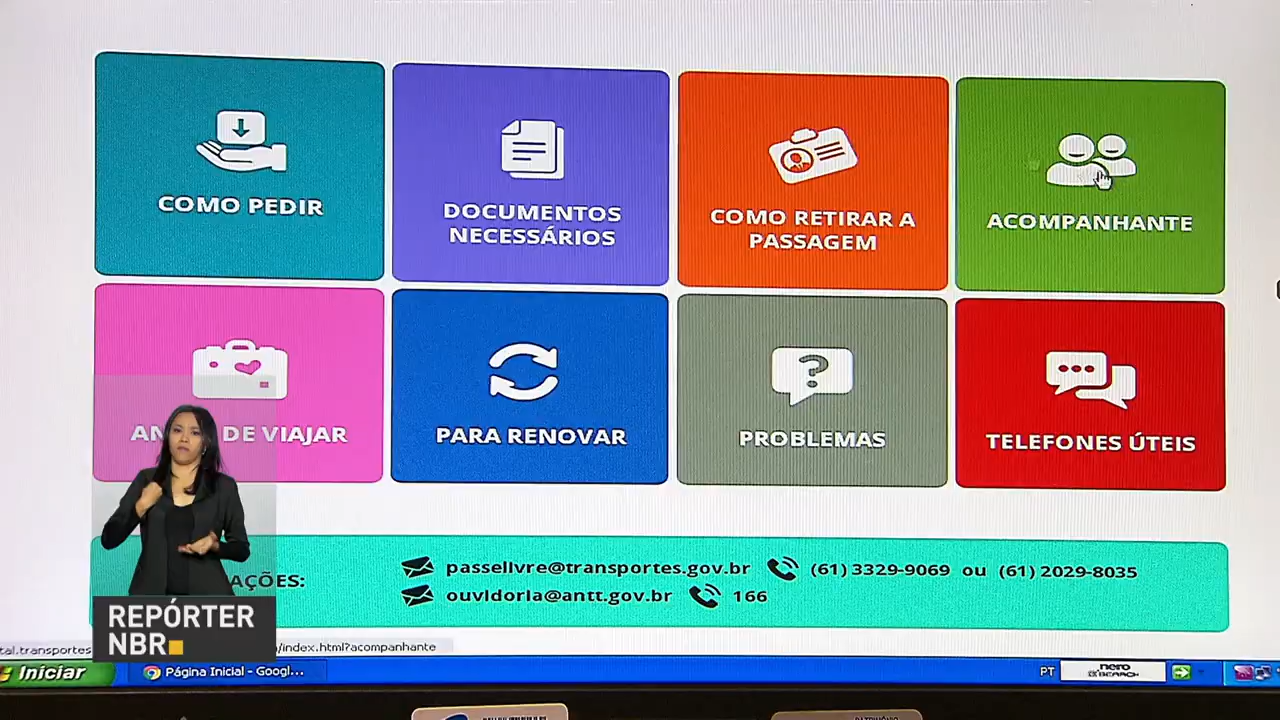 COMO PEDIR
DOCUMENTOS
NECESSÁRIOS
COMO RETIRAR A
PASSAGEM
ACOMPANHANTE
DE VIAJAR
PARA RENOVAR
PROBLEMAS
TELEFONES ÚTEIS
AÇÕES:
passelivre@transportes.gov.br
(61) 3329-9069 ou (61) 2029-8035
ouvidoria@antt.gov.br
166
REPÓRTER
NBR
tal.transportes
/index.html?acompanhante
Iniciar
Página Inicial - Googl...
PT
nero
SEARCH